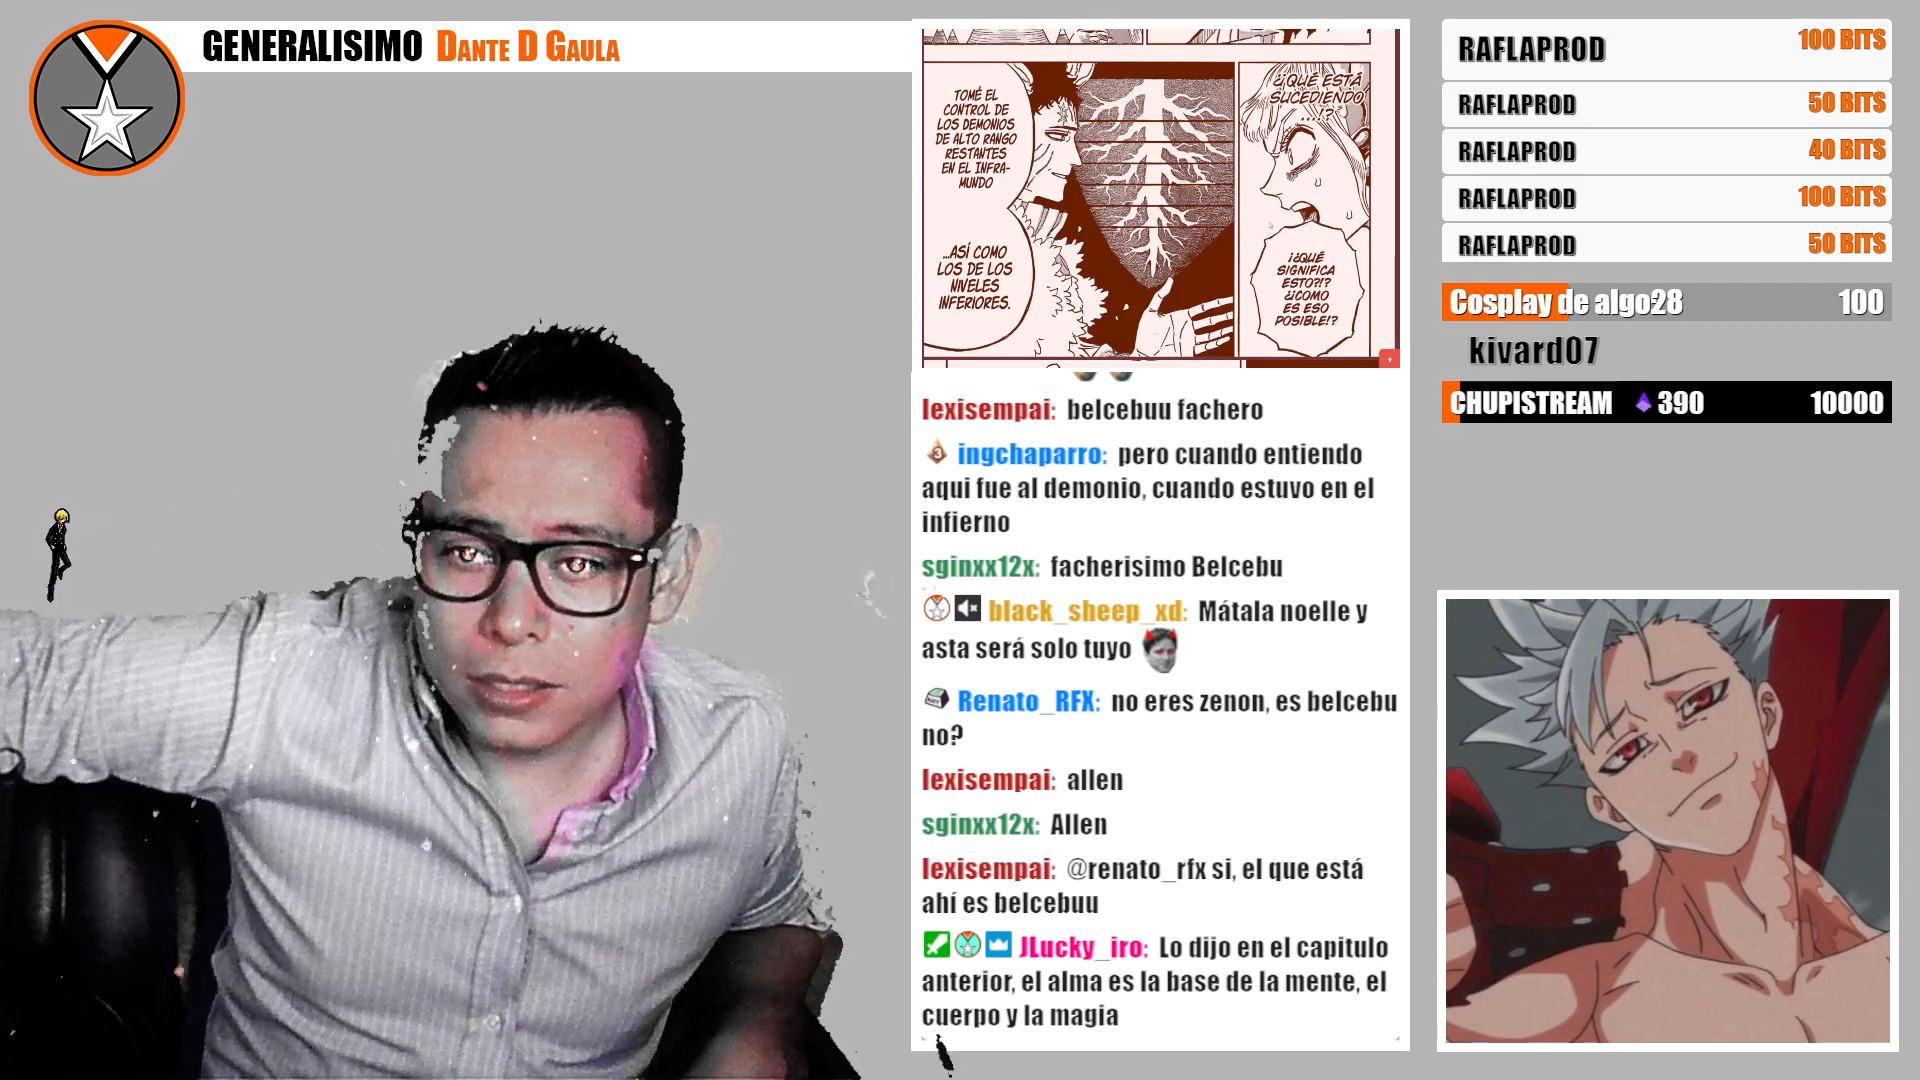 GENERALISIMO DANTE D GAULA
TOMÉ EL
CONTROL DE
LOS DEMONIOS
DE ALTO RANGO
RESTANTES
EN EL INFRA-
MUNDO
...ASÍ COMO
LOS DE LOS
NIVELES
INFERIORES.
¿¡QUÉ ESTÁ
SUCEDIENDO
...!?
¡¿QUÉ
SIGNIFICA
ESTO?!?
¿¡CÓMO
ES ESO
POSIBLE!?
lexisempai: belcebuu fachero
3 ingchaparro: pero cuando entiendo
aqui fue al demonio, cuando estuvo en el
infierno
sginxx12x: facherisimo Belcebu
black_sheep_xd: Mátala noelle y
asta será solo tuyo
Renato_RFX: no eres zenon, es belcebu
no?
lexisempai: allen
sginxx12x: Allen
lexisempai: @renato_rfx si, el que está
ahí es belcebuu
JLucky_iro: Lo dijo en el capitulo
anterior, el alma es la base de la mente, el
cuerpo y la magia
RAFLAPROD 100 BITS
RAFLAPROD 50 BITS
RAFLAPROD 40 BITS
RAFLAPROD 100 BITS
RAFLAPROD 50 BITS
Cosplay de algo28 100
kivard07
CHUPISTREAM 390 10000